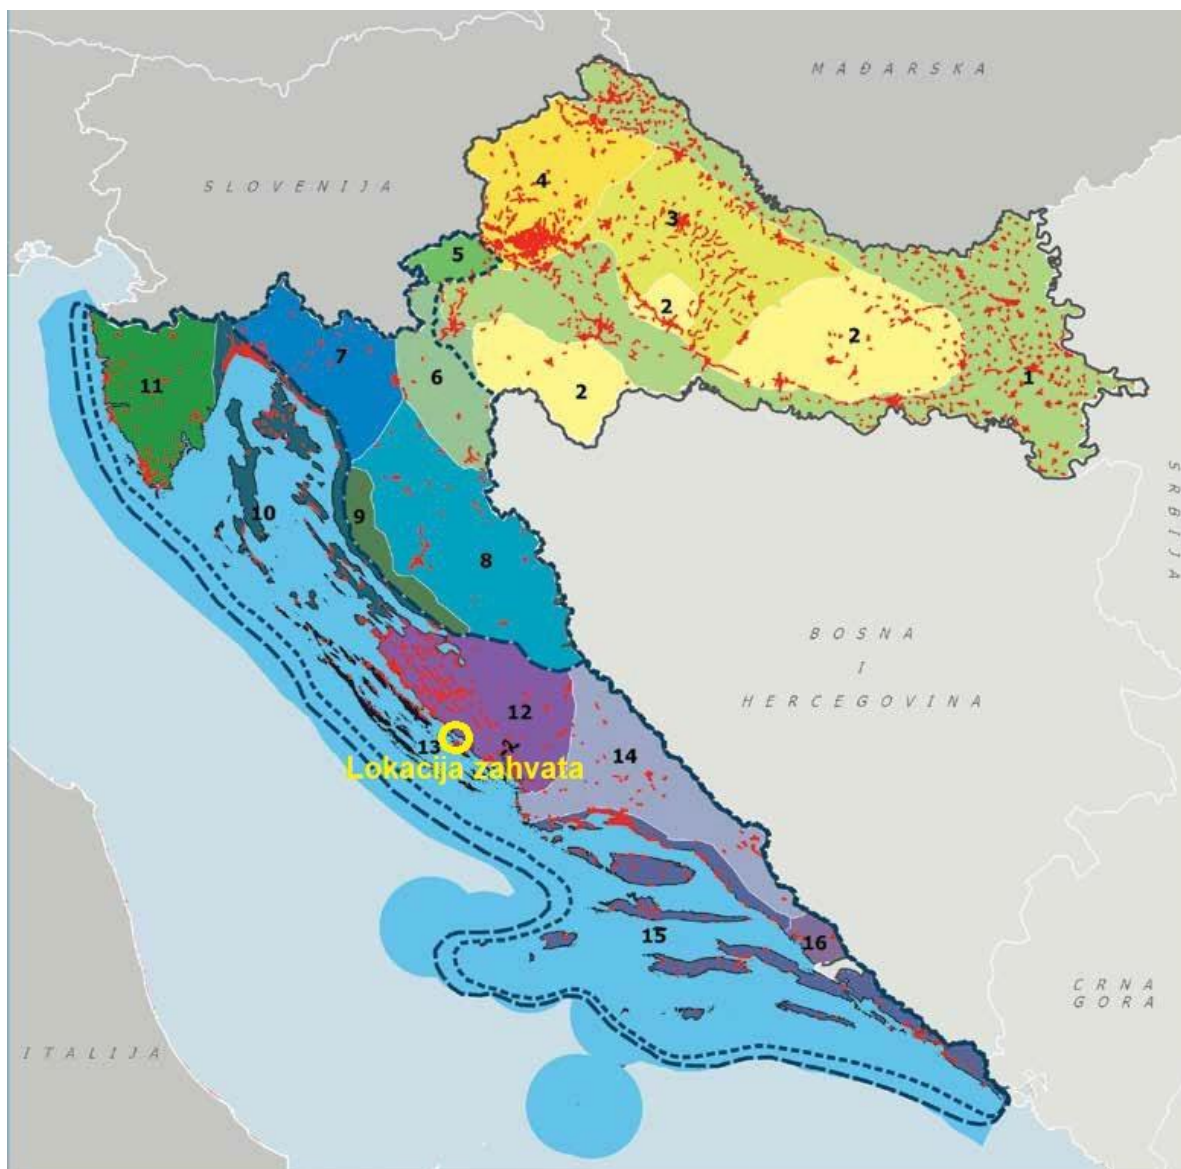 MAĐARSKA
SLOVENIJA
4
3
5
2
2
7
6
1
11
2
SRBIJA
10
9
8
BOSNA
I
HERCEGOVINA
12
13
14
Lokacija zahvata
15
16
CRNA
GORA
ITALIJA